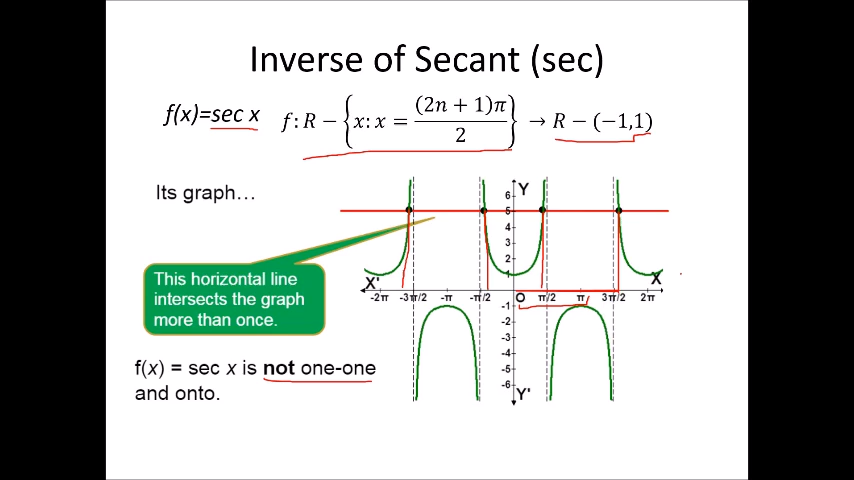 Inverse of Secant (sec)
f(x)=sec x f: R − {x: x = (2n + 1)π / 2} → R − (−1,1)
Its graph…
Y
6
5
4
3
2
1
This horizontal line
intersects the graph
more than once.
X' X
-2π -3π/2 -π -π/2 O π/2 π 3π/2 2π
-1
-2
-3
-4
-5
-6
Y'
f(x) = sec x is not one-one
and onto.